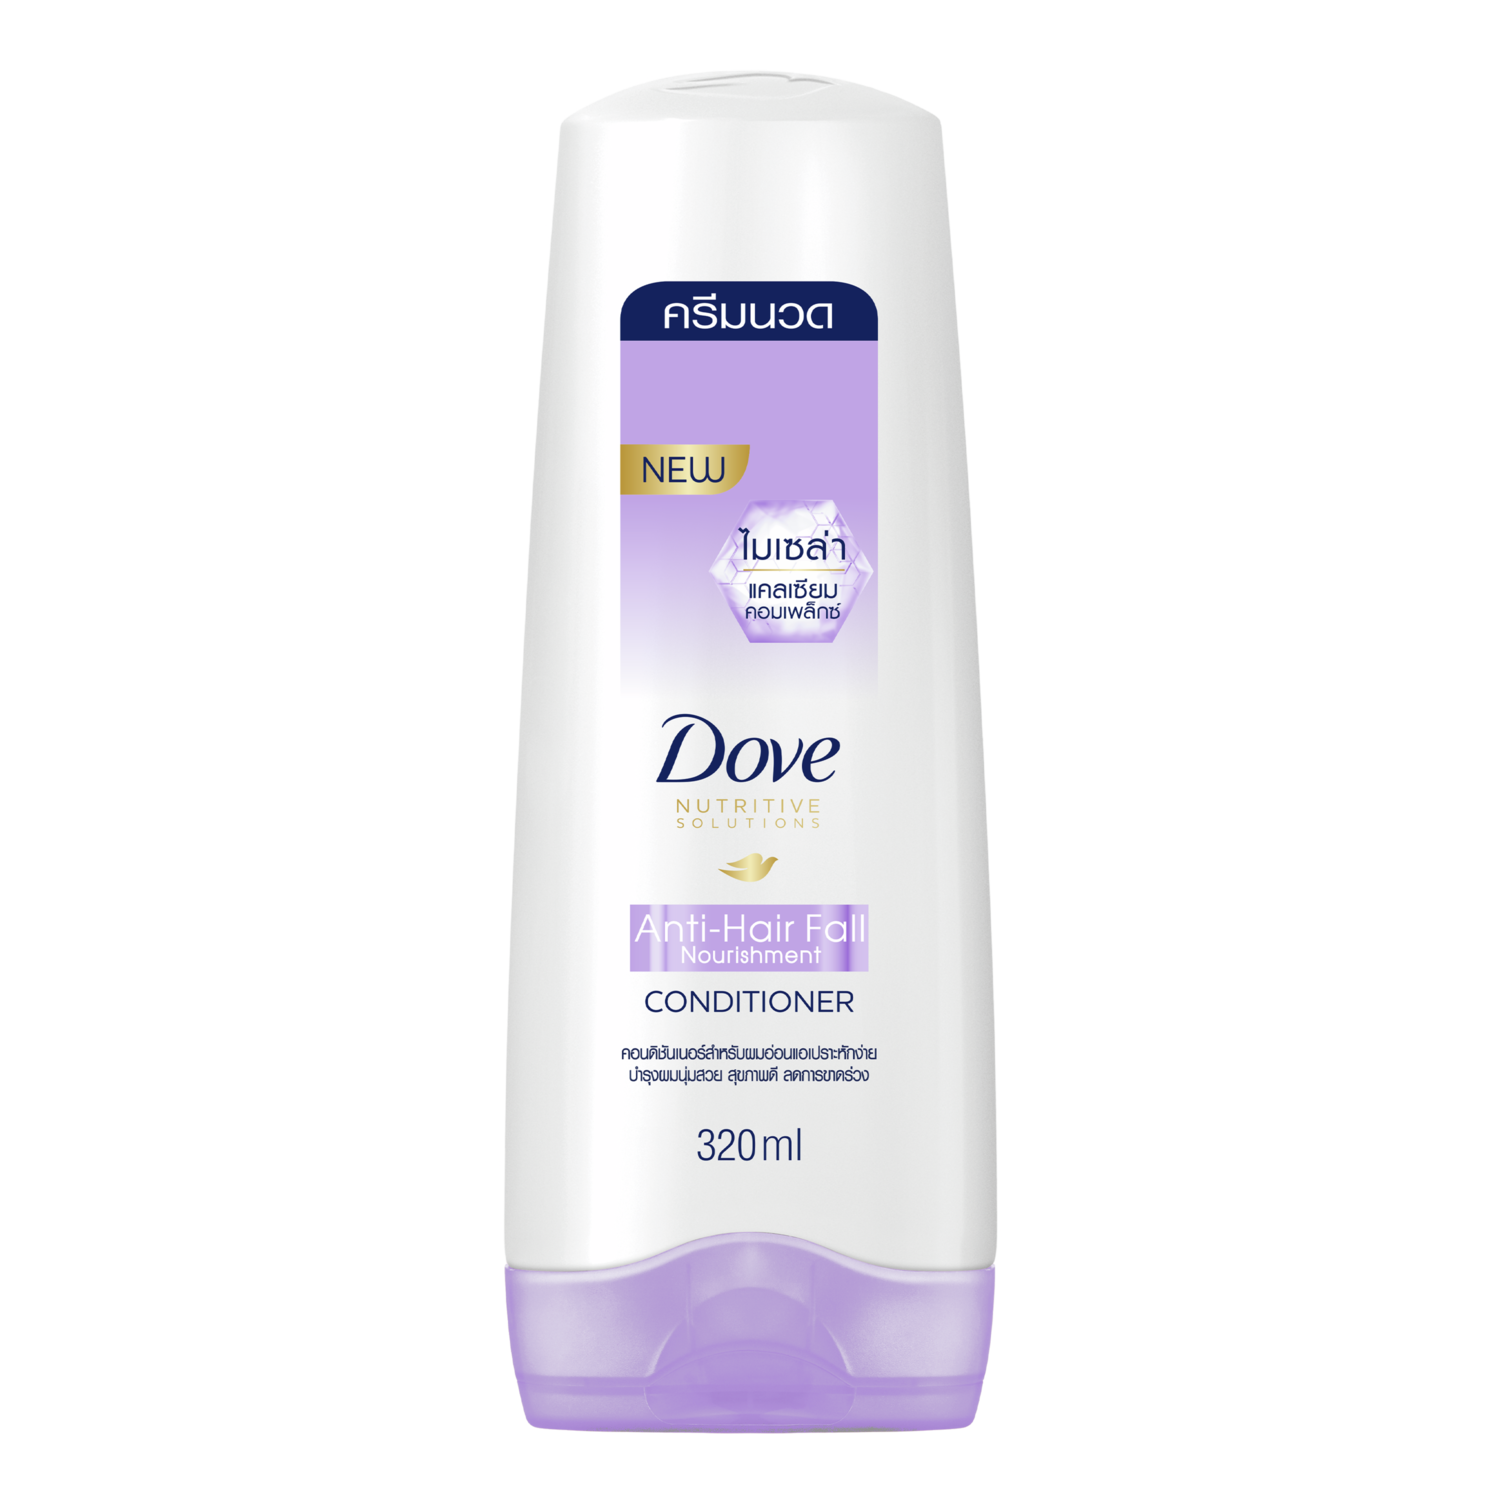 ครีมนวด
NEW
ไมเซล่า
แคลเซียม
คอมเพล็กซ์
Dove
NUTRITIVE
SOLUTIONS
Anti-Hair Fall
Nourishment
CONDITIONER
คอนดิชันเนอร์สำหรับผมอ่อนแอเปราะหักง่าย
บำรุงผมนุ่มสวย สุขภาพดี ลดการขาดร่วง
320ml